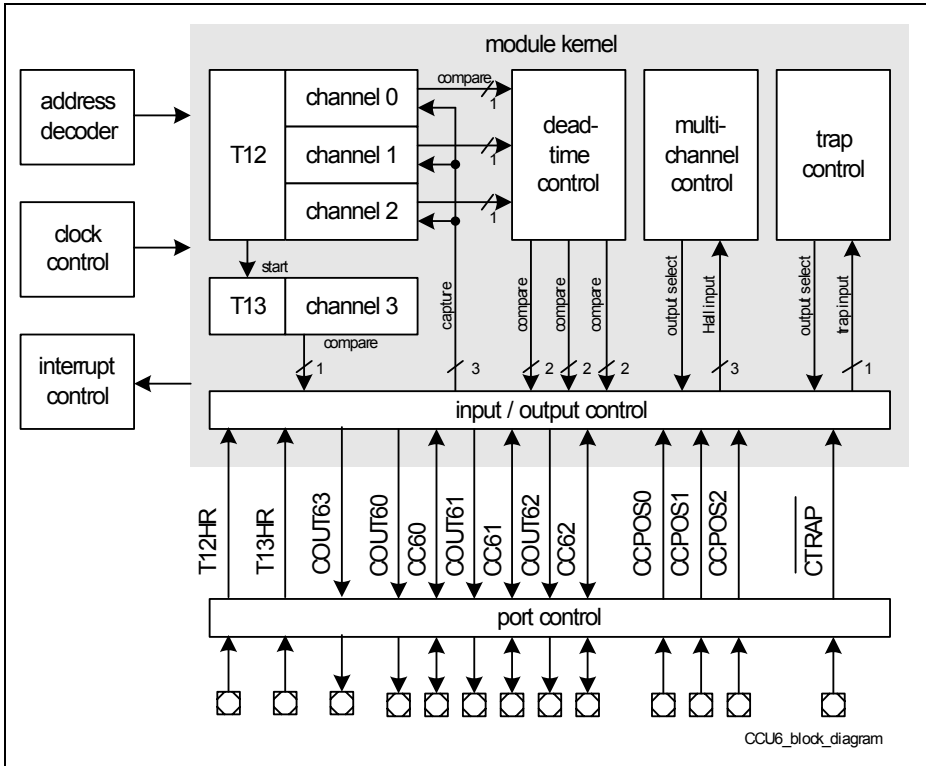 module kernel
address
decoder
clock
control
interrupt
control
T12
channel 0
channel 1
channel 2
compare
1
1
1
dead-
time
control
multi-
channel
control
trap
control
start
T13
channel 3
compare
1
capture
3
compare
2
compare
2
compare
2
output select
Hall input
3
output select
trap input
1
input / output control
T12HR
T13HR
COUT63
COUT60
CC60
COUT61
CC61
COUT62
CC62
CCPOS0
CCPOS1
CCPOS2
CTRAP
port control
CCU6_block_diagram